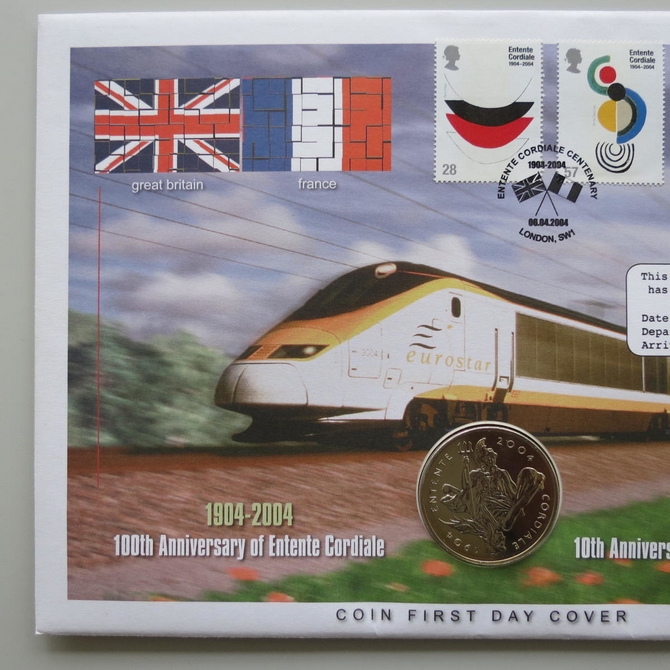 Entente
Cordiale
1904-2004
28
Entente
Cordiale
1904-2004
57
ENTENTE CORDIALE CENTENARY
1904-2004
06.04.2004
LONDON, SW1
great britain
france
This
has
Date
Depa
Arri
eurostar
ENTENTE CORDIALE
1904 2004
1904-2004
100th Anniversary of Entente Cordiale
10th Annivers
COIN FIRST DAY COVER